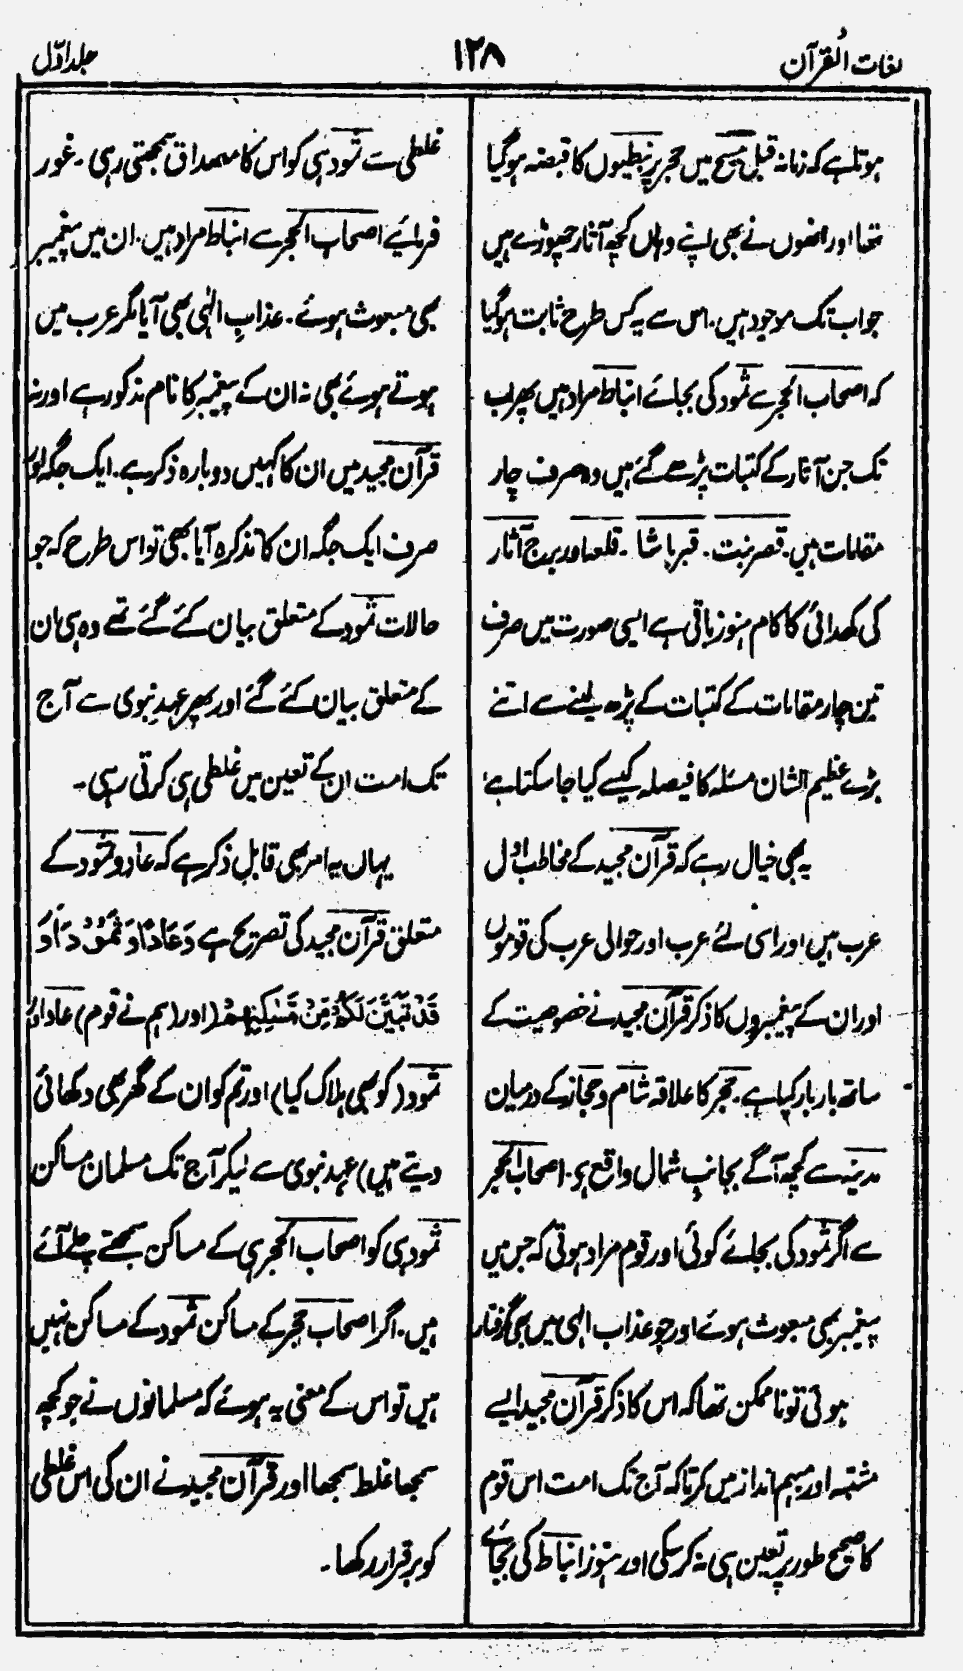 لغات القرآن
۱۲۸
جلد اوّل
ہوتا ہے کہ زمانہ قبل مسیح میں حجر پر نبطیوں کا قبضہ ہو گیا
تھا اور انھوں نے بھی اپنے وہاں کچھ آثار چھوڑے ہیں
جو اب تک موجود ہیں۔ اس سے یہ کس طرح ثابت ہو گیا
کہ اصحاب الحجر سے ثمود کی بجائے انباط مراد ہیں پھر اب
تک جن آثار کے کتبات پڑھے گئے ہیں وہ صرف چار
مقامات ہیں۔ قصر بنت۔ قبر باشا۔ قلعہ اور برج آثار
کی کھدائی کا کام ہنوز باقی ہے ایسی صورت میں صرف
تین چار مقامات کے کتبات کے پڑھ لینے سے اتنے
بڑے عظیم الشان مسئلہ کا فیصلہ کیسے کیا جا سکتا ہے
یہ بھی خیال رہے کہ قرآن مجید کے مخاطب اول
عرب ہیں اور اسی لئے عرب اور حوالی عرب کی قوموں
اور ان کے پیغمبروں کا ذکر قرآن مجید نے خصوصیت کے
ساتھ بار بار کیا ہے۔ حجر کا علاقہ شام و حجاز کے درمیان
مدینہ سے کچھ آگے بجانب شمال واقع ہے۔ اصحاب الحجر
سے اگر ثمود کی بجائے کوئی اور قوم مراد ہوتی کہ جس میں
پیغمبر بھی مبعوث ہوئے اور جو عذاب الٰہی میں بھی گرفتار
ہوئی تو ناممکن تھا کہ اس کا ذکر قرآن مجید ایسے
مشتبہ اور مبہم انداز میں کرتا کہ آج تک امت اس قوم
کا صحیح طور پر تعین ہی نہ کر سکی اور ہنوز انباط کی بجائے
غلطی سے ثمود ہی کو اس کا مصداق سمجھتی رہی۔ غور
فرمائیے اصحاب الحجر سے انباط مراد ہیں۔ ان میں پیغمبر
بھی مبعوث ہوئے۔ عذابِ الٰہی بھی آیا مگر عرب میں
ہوتے ہوئے بھی نہ ان کے پیغمبر کا نام مذکور ہے اور نہ
قرآن مجید میں ان کا کہیں دوبارہ ذکر ہے۔ ایک جگہ اور
صرف ایک جگہ ان کا تذکرہ آیا بھی تو اس طرح کہ جو
حالات ثمود کے متعلق بیان کئے گئے تھے وہ ہی ان
کے متعلق بیان کئے گئے اور پھر عہدِ نبوی سے آج
تک امت ان کے تعین میں غلطی ہی کرتی رہی۔
یہاں یہ امر بھی قابلِ ذکر ہے کہ عاد و ثمود کے
متعلق قرآن مجید کی تصریح ہے وَعَادًا وَّثَمُوْدَا۟ وَ
قَدْ تَّبَيَّنَ لَكُمْ مِّنْ مَّسٰكِنِهِمْ (اور (ہم نے قوم) عاد اور
ثمود (کو بھی ہلاک کیا) اور تم کو ان کے گھر بھی دکھائی
دیتے ہیں) عہدِ نبوی سے لیکر آج تک مسلمان مساکن
ثمود ہی کو اصحاب الحجر ہی کے مساکن سمجھتے چلے آئے
ہیں۔ اگر اصحاب حجر کے مساکن ثمود کے مساکن نہیں
ہیں تو اس کے معنی یہ ہوئے کہ مسلمانوں نے جو کچھ
سمجھا غلط سمجھا اور قرآن مجید نے ان کی اس غلطی
کو برقرار رکھا۔